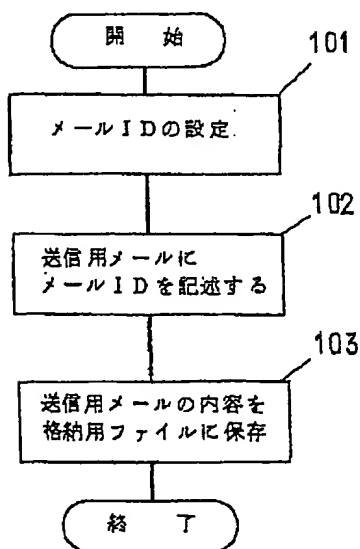 開　始
101
メールＩＤの設定
102
送信用メールに
メールＩＤを記述する
103
送信用メールの内容を
格納用ファイルに保存
終　了